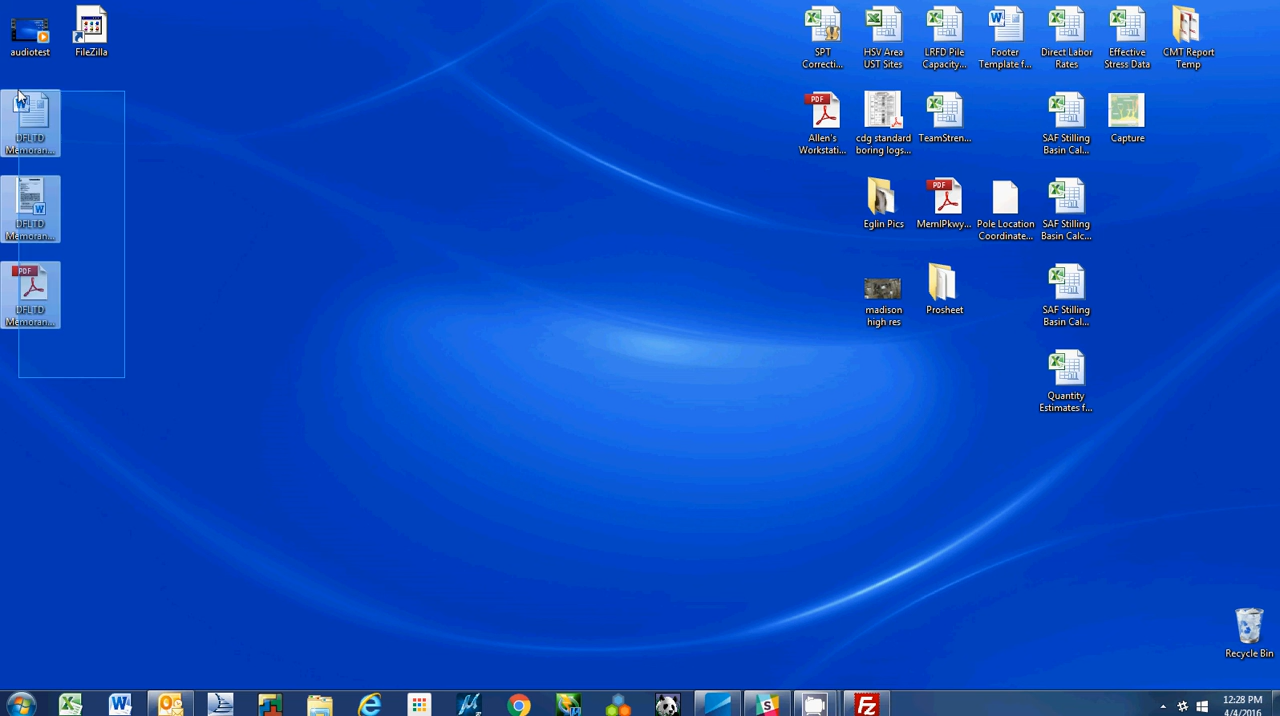 audiotest
FileZilla
SPT
Correcti...
HSV Area
UST Sites
LRFD Pile
Capacity...
Footer
Template f...
Direct Labor
Rates
Effective
Stress Data
CMT Report
Temp
DFLTD
Memoran...
PDF
Allen's
Workstati...
cdg standard
boring logs...
TeamStren...
SAF Stilling
Basin Cal...
Capture
DFLTD
Memoran...
Eglin Pics
PDF
MemlPkwy...
Pole Location
Coordinate...
SAF Stilling
Basin Calc...
PDF
DFLTD
Memoran...
madison
high res
Prosheet
SAF Stilling
Basin Cal...
Quantity
Estimates f...
Recycle Bin
12:28 PM
4/4/2016